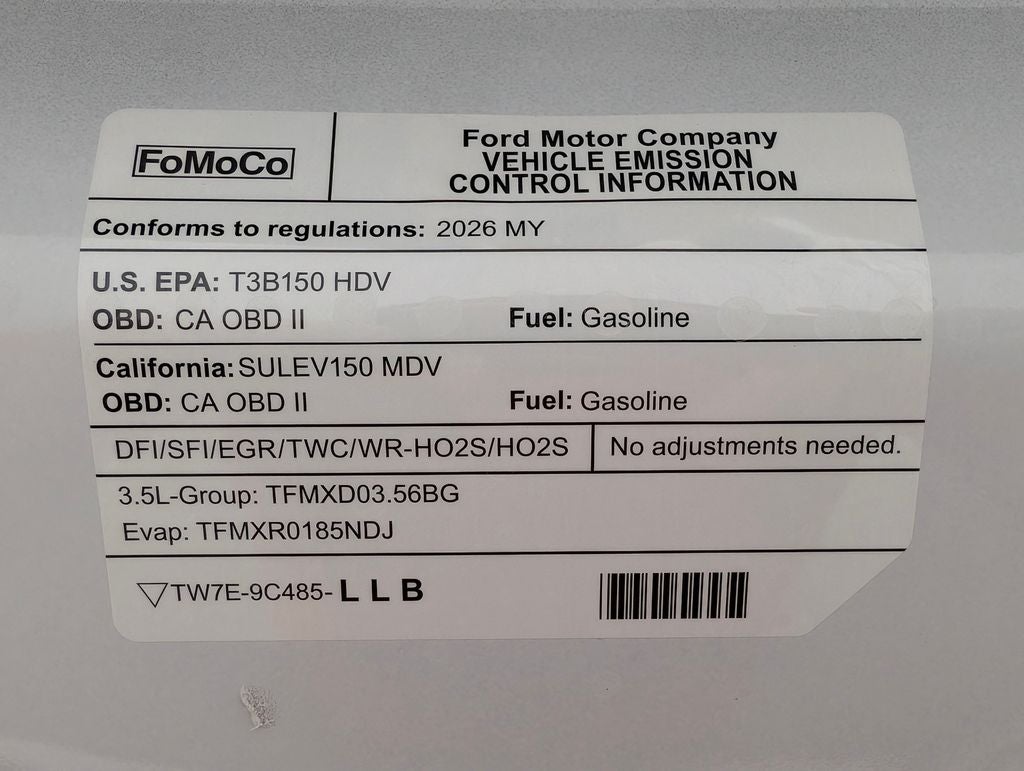 FoMoCo
Ford Motor Company
VEHICLE EMISSION
CONTROL INFORMATION
Conforms to regulations: 2026 MY
U.S. EPA: T3B150 HDV
OBD: CA OBD II Fuel: Gasoline
California: SULEV150 MDV
OBD: CA OBD II Fuel: Gasoline
DFI/SFI/EGR/TWC/WR-HO2S/HO2S No adjustments needed.
3.5L-Group: TFMXD03.56BG
Evap: TFMXR0185NDJ
TW7E-9C485-L L B